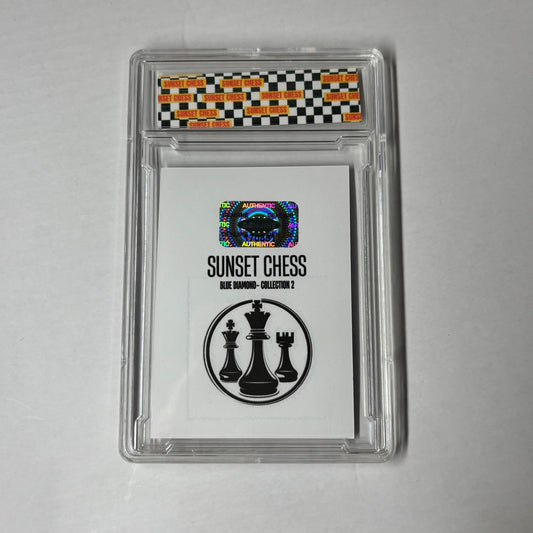 SUNSET CHESS SUNSET CHESS
SUNSET CHESS SUNSET CHESS SUNSET CHESS
SUNSET CHESS SUNSET
SUNSET CHESS
AUTHENTIC
AUTHENTIC
SUNSET CHESS
BLUE DIAMOND- COLLECTION 2